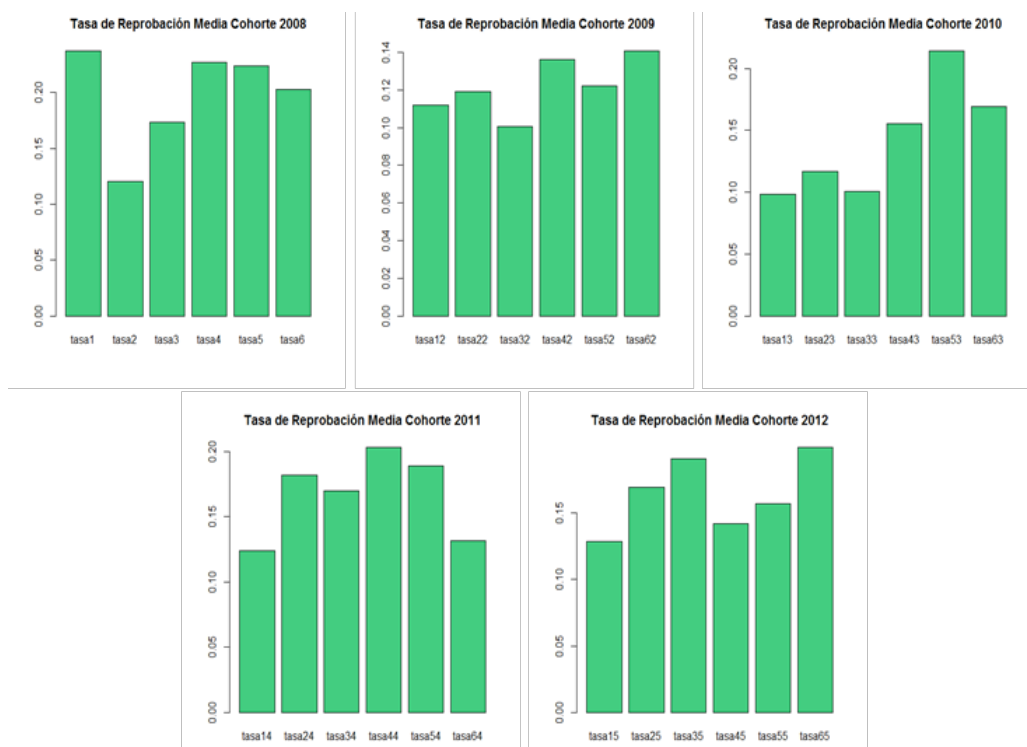 Tasa de Reprobación Media Cohorte 2008
0.20
0.15
0.10
0.05
0.00
tasa1 tasa2 tasa3 tasa4 tasa5 tasa6
Tasa de Reprobación Media Cohorte 2009
0.14
0.12
0.10
0.08
0.06
0.04
0.02
0.00
tasa12 tasa22 tasa32 tasa42 tasa52 tasa62
Tasa de Reprobación Media Cohorte 2010
0.20
0.15
0.10
0.05
0.00
tasa13 tasa23 tasa33 tasa43 tasa53 tasa63
Tasa de Reprobación Media Cohorte 2011
0.20
0.15
0.10
0.05
0.00
tasa14 tasa24 tasa34 tasa44 tasa54 tasa64
Tasa de Reprobación Media Cohorte 2012
0.15
0.10
0.05
0.00
tasa15 tasa25 tasa35 tasa45 tasa55 tasa65